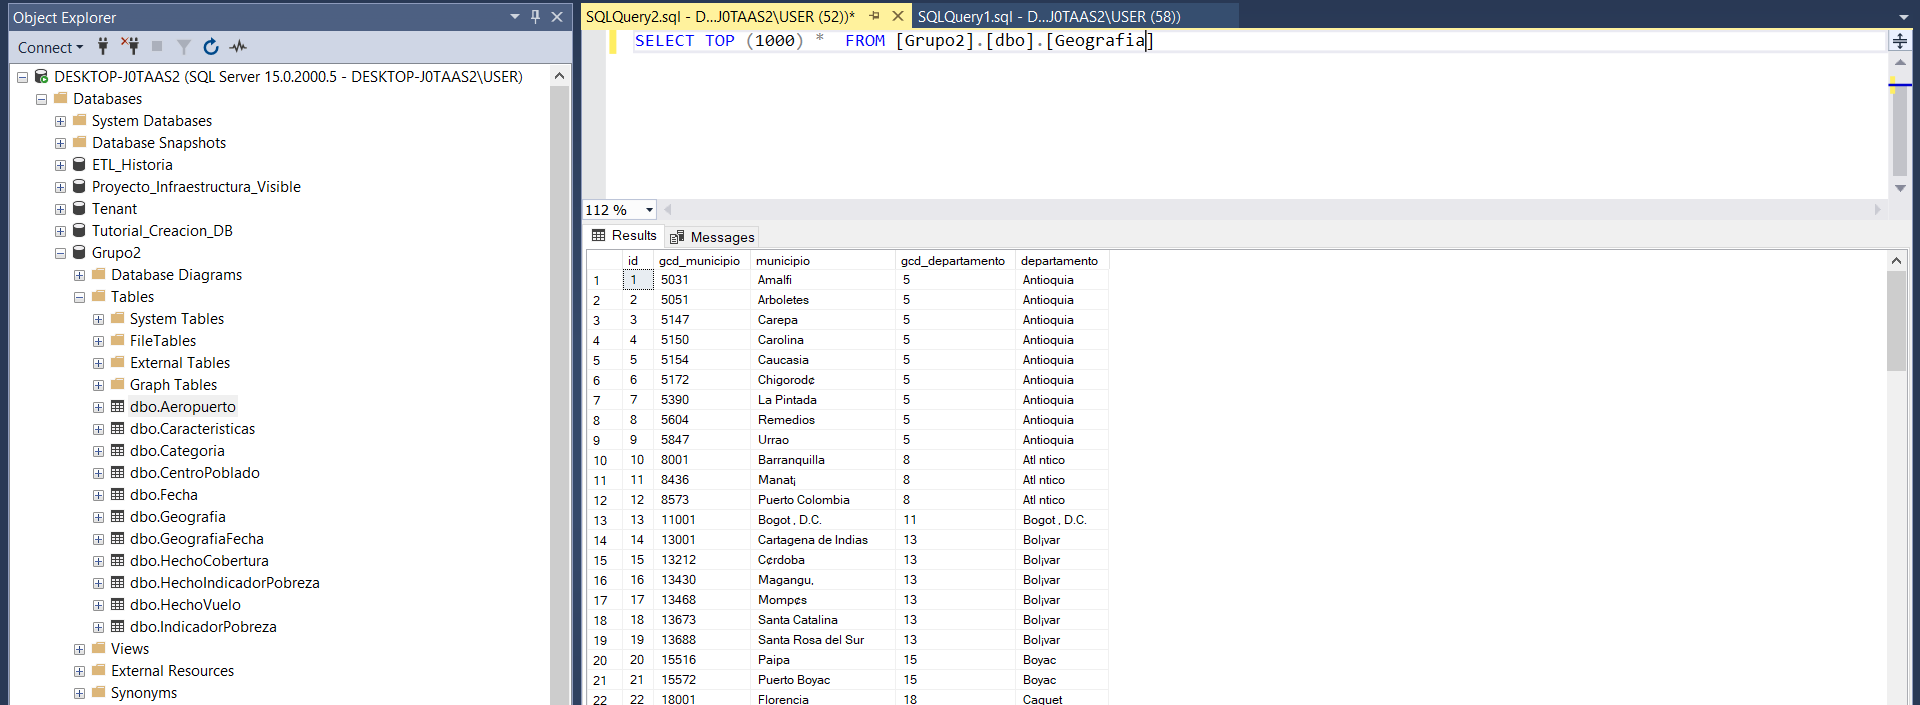 Object Explorer
Connect
DESKTOP-J0TAAS2 (SQL Server 15.0.2000.5 - DESKTOP-J0TAAS2\USER)
Databases
System Databases
Database Snapshots
ETL_Historia
Proyecto_Infraestructura_Visible
Tenant
Tutorial_Creacion_DB
Grupo2
Database Diagrams
Tables
System Tables
FileTables
External Tables
Graph Tables
dbo.Aeropuerto
dbo.Caracteristicas
dbo.Categoria
dbo.CentroPoblado
dbo.Fecha
dbo.Geografia
dbo.GeografiaFecha
dbo.HechoCobertura
dbo.HechoIndicadorPobreza
dbo.HechoVuelo
dbo.IndicadorPobreza
Views
External Resources
Synonyms
SQLQuery2.sql - D...J0TAAS2\USER (52))* SQLQuery1.sql - D...J0TAAS2\USER (58))
SELECT TOP (1000) *  FROM [Grupo2].[dbo].[Geografia]
112 %
Results Messages
id gcd_municipio municipio gcd_departamento departamento
1 1 5031 Amalfi 5 Antioquia
2 2 5051 Arboletes 5 Antioquia
3 3 5147 Carepa 5 Antioquia
4 4 5150 Carolina 5 Antioquia
5 5 5154 Caucasia 5 Antioquia
6 6 5172 Chigorod¢ 5 Antioquia
7 7 5390 La Pintada 5 Antioquia
8 8 5604 Remedios 5 Antioquia
9 9 5847 Urrao 5 Antioquia
10 10 8001 Barranquilla 8 Atl ntico
11 11 8436 Manat¡ 8 Atl ntico
12 12 8573 Puerto Colombia 8 Atl ntico
13 13 11001 Bogot , D.C. 11 Bogot , D.C.
14 14 13001 Cartagena de Indias 13 Bol¡var
15 15 13212 C¢rdoba 13 Bol¡var
16 16 13430 Magangu‚ 13 Bol¡var
17 17 13468 Momp¢s 13 Bol¡var
18 18 13673 Santa Catalina 13 Bol¡var
19 19 13688 Santa Rosa del Sur 13 Bol¡var
20 20 15516 Paipa 15 Boyac
21 21 15572 Puerto Boyac 15 Boyac
22 22 18001 Florencia 18 Caquet